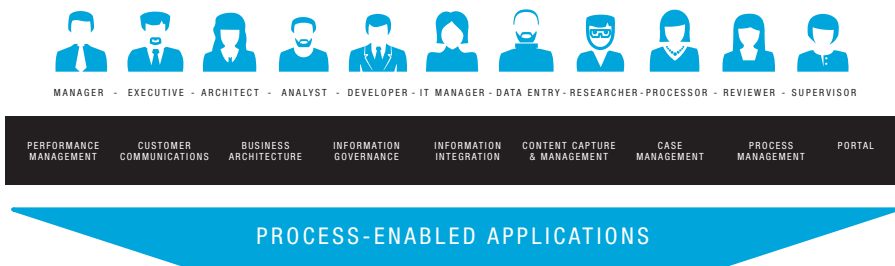 MANAGER - EXECUTIVE - ARCHITECT - ANALYST - DEVELOPER - IT MANAGER - DATA ENTRY - RESEARCHER - PROCESSOR - REVIEWER - SUPERVISOR
PERFORMANCE
MANAGEMENT
CUSTOMER
COMMUNICATIONS
BUSINESS
ARCHITECTURE
INFORMATION
GOVERNANCE
INFORMATION
INTEGRATION
CONTENT CAPTURE
& MANAGEMENT
CASE
MANAGEMENT
PROCESS
MANAGEMENT
PORTAL
PROCESS-ENABLED APPLICATIONS